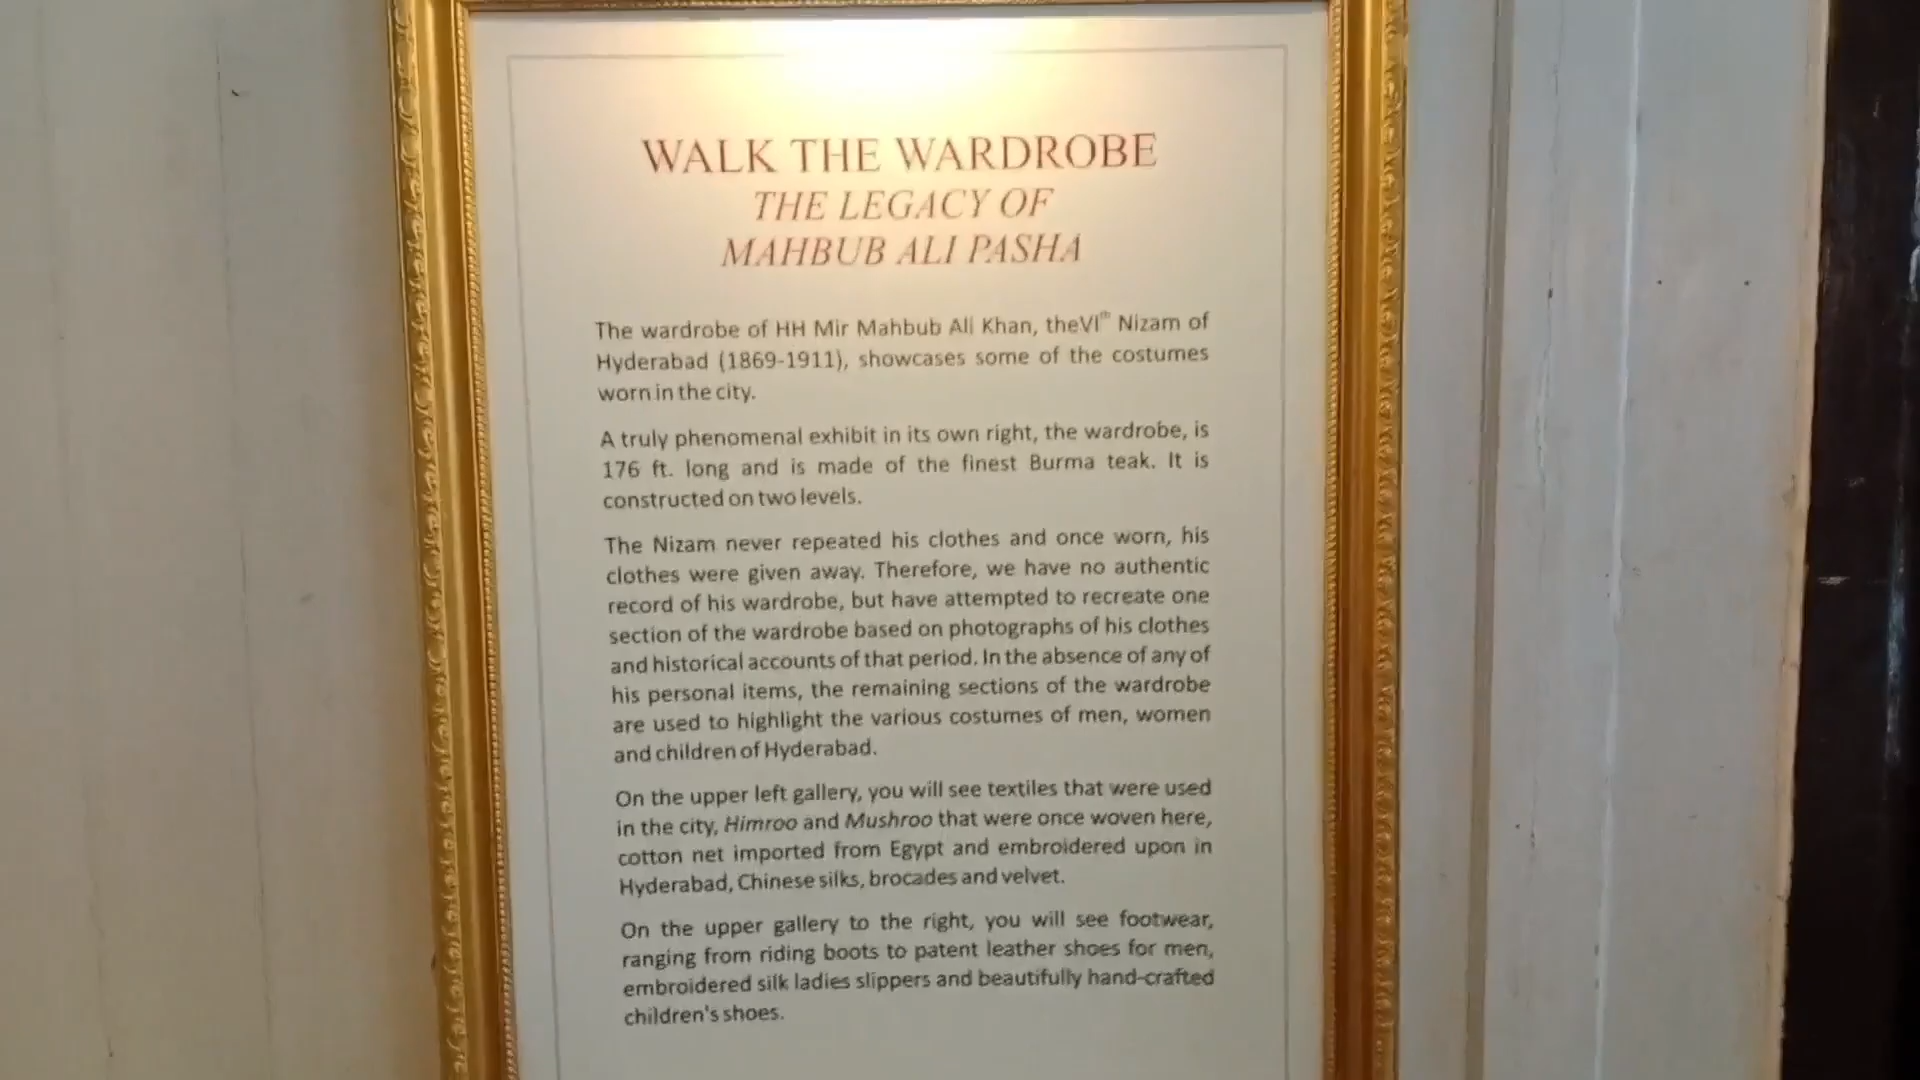 WALK THE WARDROBE
THE LEGACY OF
MAHBUB ALI PASHA
The wardrobe of HH Mir Mahbub Ali Khan, theVIth Nizam of
Hyderabad (1869-1911), showcases some of the costumes
worn in the city.
A truly phenomenal exhibit in its own right, the wardrobe, is
176 ft. long and is made of the finest Burma teak. It is
constructed on two levels.
The Nizam never repeated his clothes and once worn, his
clothes were given away. Therefore, we have no authentic
record of his wardrobe, but have attempted to recreate one
section of the wardrobe based on photographs of his clothes
and historical accounts of that period. In the absence of any of
his personal items, the remaining sections of the wardrobe
are used to highlight the various costumes of men, women
and children of Hyderabad.
On the upper left gallery, you will see textiles that were used
in the city, Himroo and Mushroo that were once woven here,
cotton net imported from Egypt and embroidered upon in
Hyderabad, Chinese silks, brocades and velvet.
On the upper gallery to the right, you will see footwear,
ranging from riding boots to patent leather shoes for men,
embroidered silk ladies slippers and beautifully hand-crafted
children's shoes.